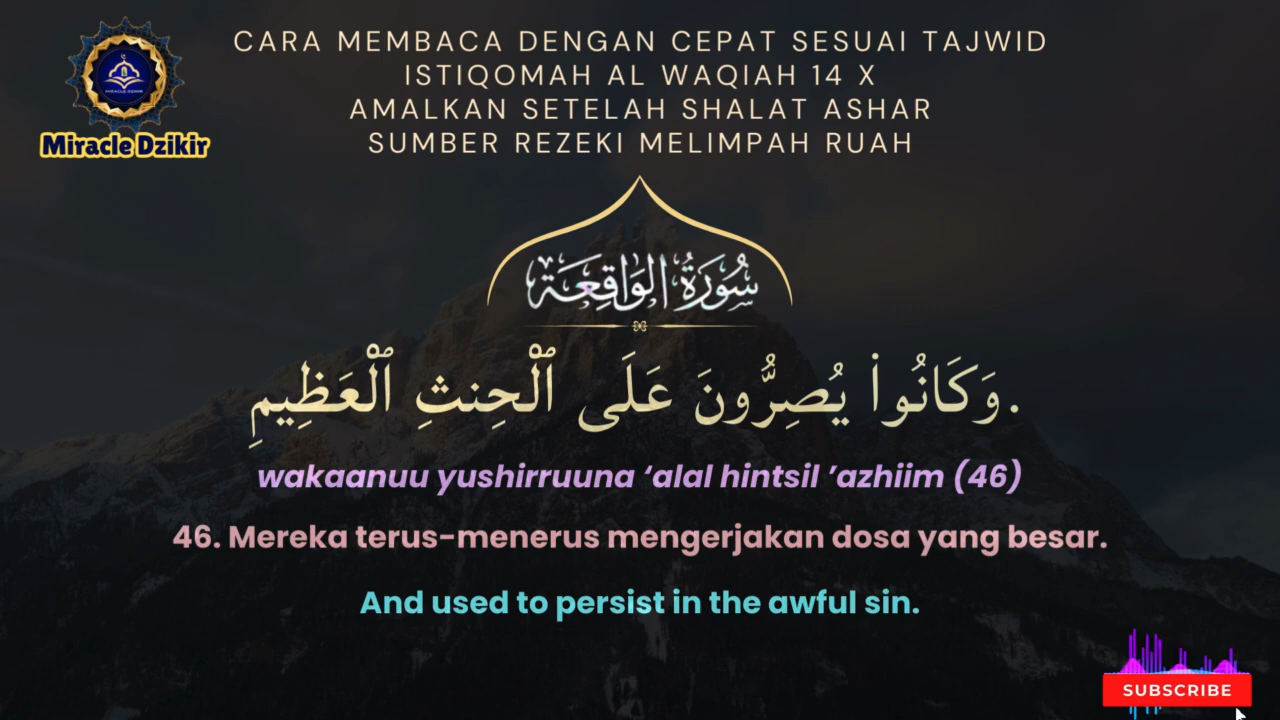 CARA MEMBACA DENGAN CEPAT SESUAI TAJWID
ISTIQOMAH AL WAQIAH 14 X
AMALKAN SETELAH SHALAT ASHAR
SUMBER REZEKI MELIMPAH RUAH
MIRACLE DZIKIR
Miracle Dzikir
سُورَةُ الوَاقِعَة
وَكَانُوا۟ يُصِرُّونَ عَلَى ٱلْحِنثِ ٱلْعَظِيمِ.
wakaanuu yushirruuna ‘alal hintsil ’azhiim (46)
46. Mereka terus-menerus mengerjakan dosa yang besar.
And used to persist in the awful sin.
SUBSCRIBE